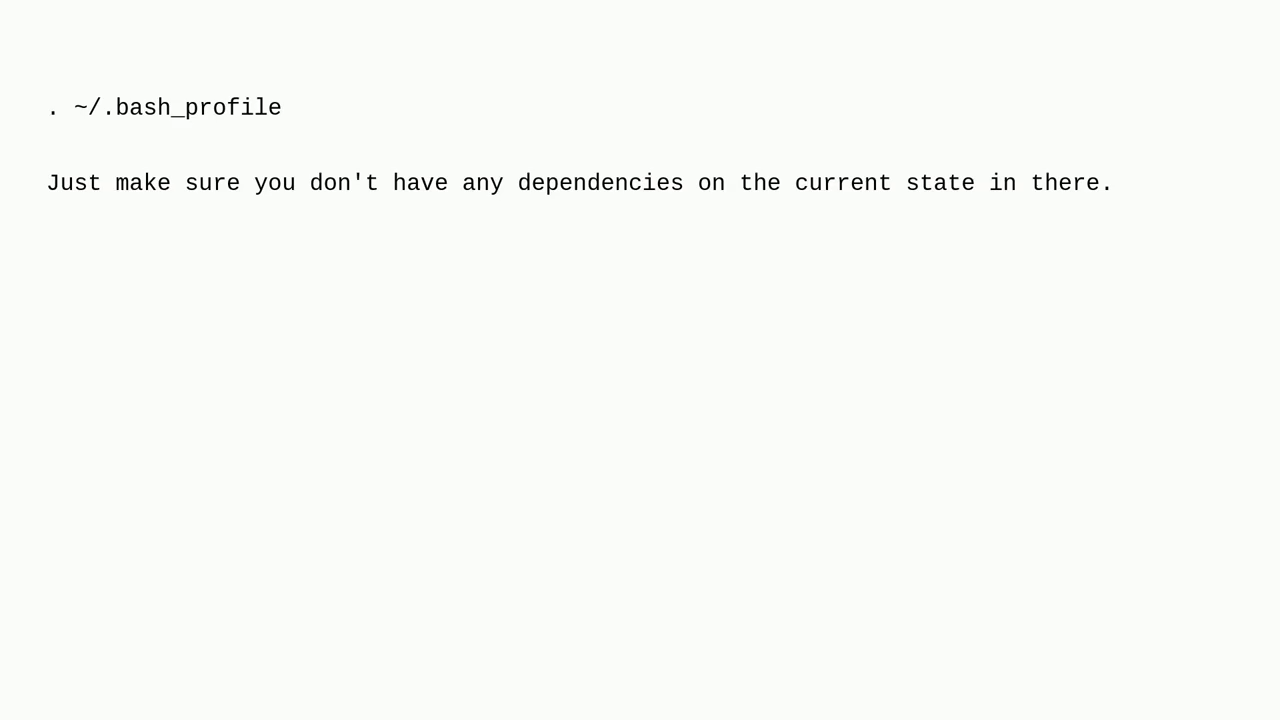 . ~/.bash_profile
Just make sure you don't have any dependencies on the current state in there.